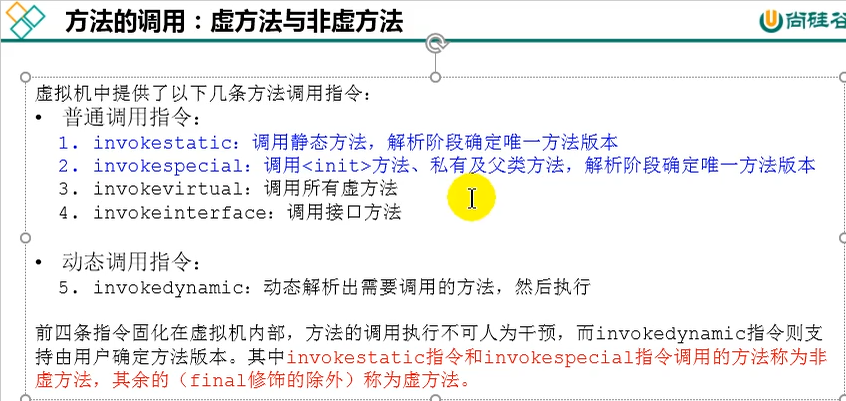 方法的调用：虚方法与非虚方法
尚硅谷
虚拟机中提供了以下几条方法调用指令：
• 普通调用指令：
1. invokestatic：调用静态方法，解析阶段确定唯一方法版本
2. invokespecial：调用<init>方法、私有及父类方法，解析阶段确定唯一方法版本
3. invokevirtual：调用所有虚方法
4. invokeinterface：调用接口方法
• 动态调用指令：
5. invokedynamic：动态解析出需要调用的方法，然后执行
前四条指令固化在虚拟机内部，方法的调用执行不可人为干预，而invokedynamic指令则支
持由用户确定方法版本。其中invokestatic指令和invokespecial指令调用的方法称为非
虚方法，其余的（final修饰的除外）称为虚方法。